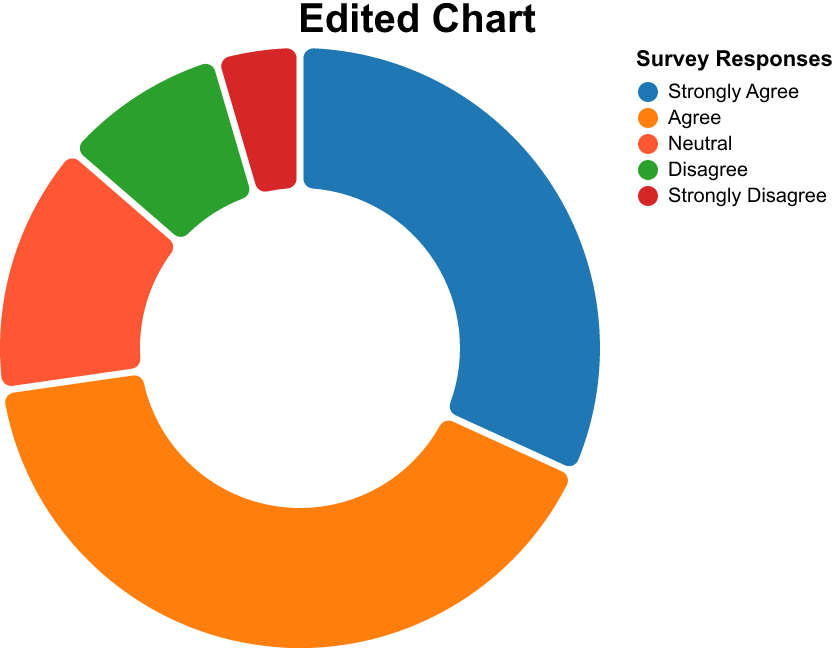 Edited Chart
Survey Responses
Strongly Agree
Agree
Neutral
Disagree
Strongly Disagree